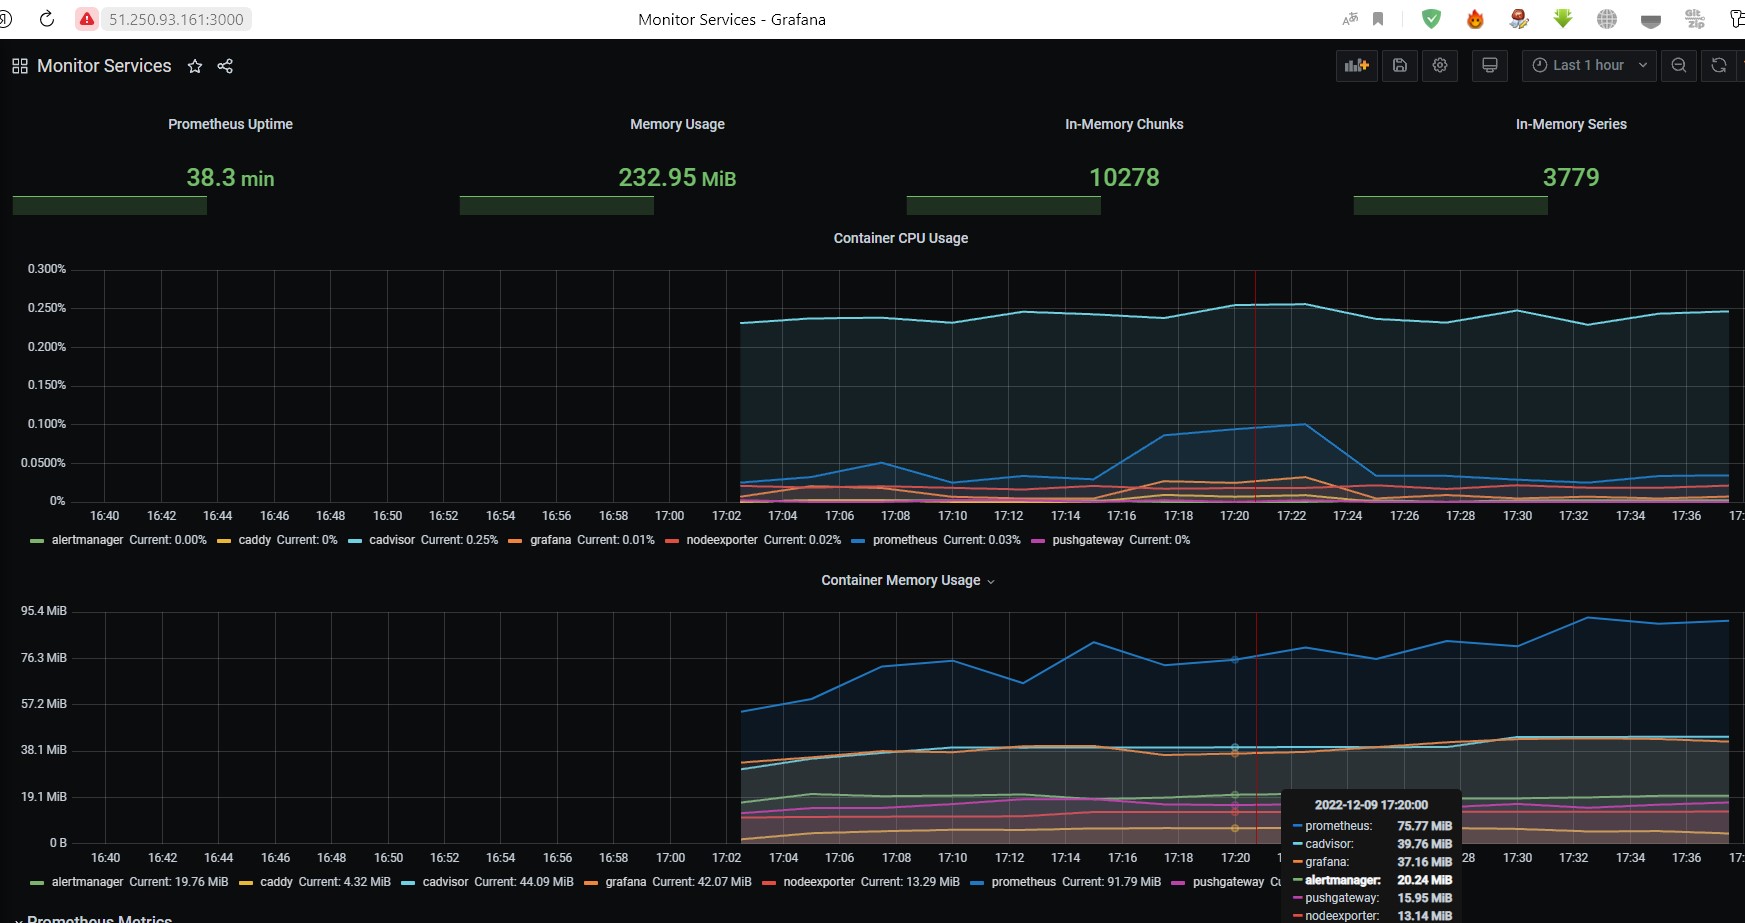 51.250.93.161:3000
Monitor Services - Grafana
Monitor Services
Last 1 hour
Prometheus Uptime
Memory Usage
In-Memory Chunks
In-Memory Series
38.3 min
232.95 MiB
10278
3779
Container CPU Usage
0.300%
0.250%
0.200%
0.150%
0.100%
0.0500%
0%
16:40 16:42 16:44 16:46 16:48 16:50 16:52 16:54 16:56 16:58 17:00 17:02 17:04 17:06 17:08 17:10 17:12 17:14 17:16 17:18 17:20 17:22 17:24 17:26 17:28 17:30 17:32 17:34 17:36 17:
alertmanager Current: 0.00% caddy Current: 0% cadvisor Current: 0.25% grafana Current: 0.01% nodeexporter Current: 0.02% prometheus Current: 0.03% pushgateway Current: 0%
Container Memory Usage
95.4 MiB
76.3 MiB
57.2 MiB
38.1 MiB
19.1 MiB
0 B
16:40 16:42 16:44 16:46 16:48 16:50 16:52 16:54 16:56 16:58 17:00 17:02 17:04 17:06 17:08 17:10 17:12 17:14 17:16 17:18 17:20 1 28 17:30 17:32 17:34 17:36 17:
alertmanager Current: 19.76 MiB caddy Current: 4.32 MiB cadvisor Current: 44.09 MiB grafana Current: 42.07 MiB nodeexporter Current: 13.29 MiB prometheus Current: 91.79 MiB pushgateway Cu
2022-12-09 17:20:00
prometheus: 75.77 MiB
cadvisor: 39.76 MiB
grafana: 37.16 MiB
alertmanager: 20.24 MiB
pushgateway: 15.95 MiB
nodeexporter: 13.14 MiB
Prometheus Metrics